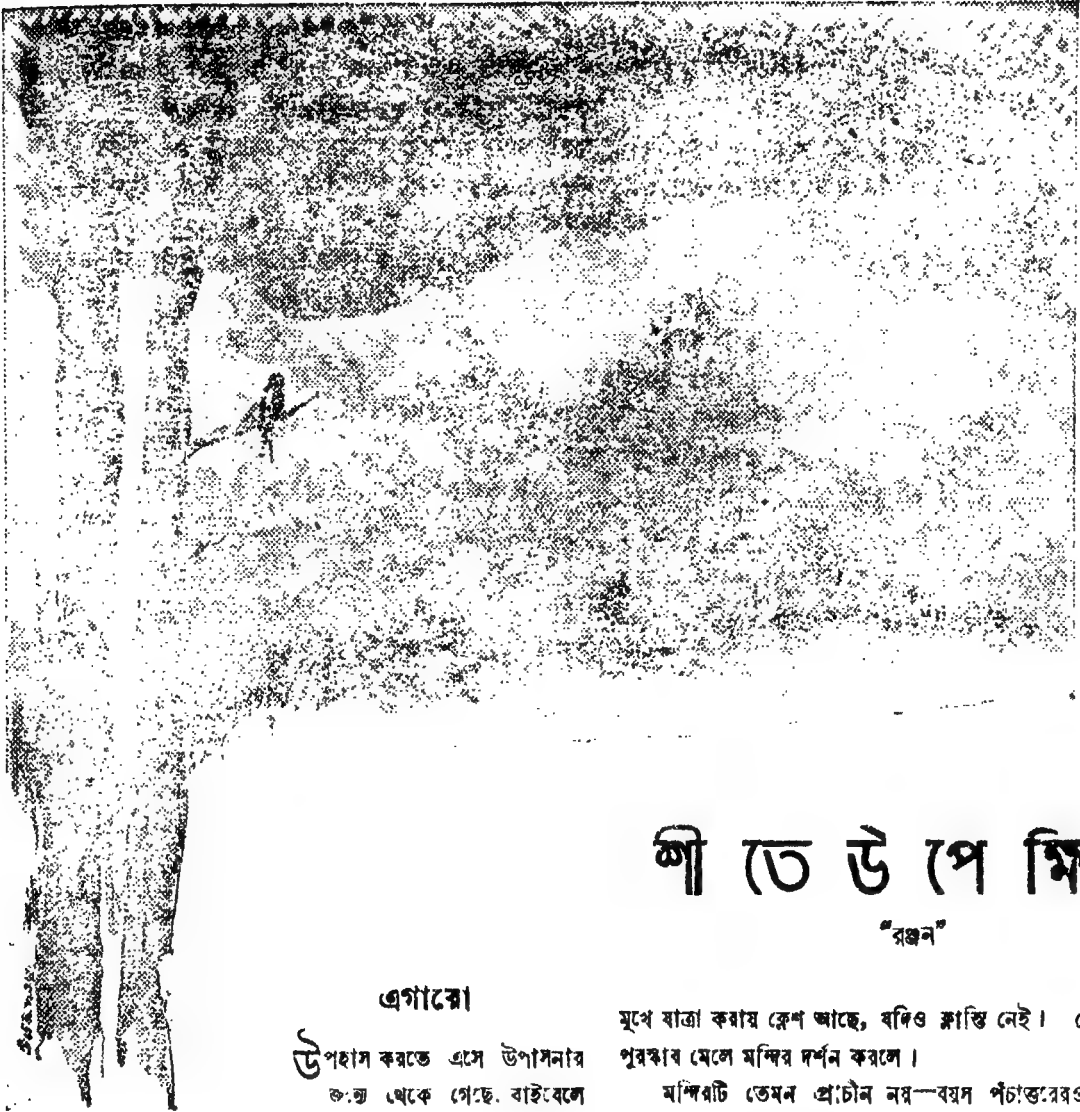 শী তে উ পে ক্ষি
“রঞ্জন”
এগারো
উপহাস করতে এসে উপাসনার
জন্য থেকে গেছে, বাইবেলে
মুখে যাত্রা করায় ক্লেশ আছে, যদিও ক্লান্তি নেই।
পুরস্কার মেলে মন্দির দর্শন করলে।
মন্দিরটি তেমন প্রাচীন নয়—বয়স পঁচাত্তরেরও